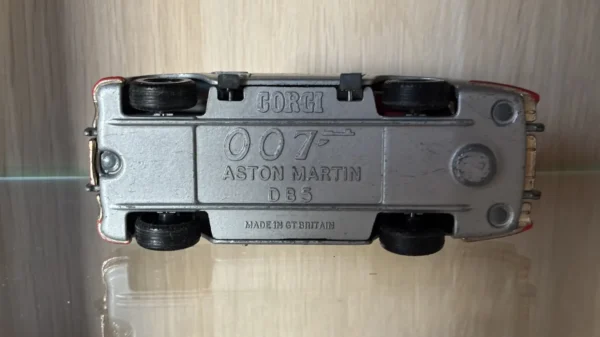 CORGI
007
ASTON MARTIN
DB5
MADE IN GT BRITAIN